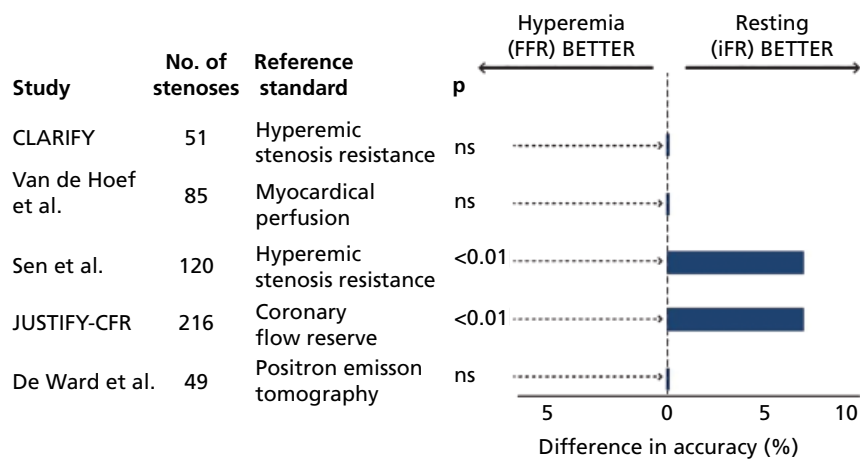 Hyperemia
(FFR) BETTER
Resting
(iFR) BETTER
Study
No. of
stenoses
Reference
standard
p
CLARIFY
51
Hyperemic
stenosis resistance
ns
Van de Hoef
et al.
85
Myocardical
perfusion
ns
Sen et al.
120
Hyperemic
stenosis resistance
<0.01
JUSTIFY-CFR
216
Coronary
flow reserve
<0.01
De Ward et al.
49
Positron emisson
tomography
ns
5 0 5 10
Difference in accuracy (%)